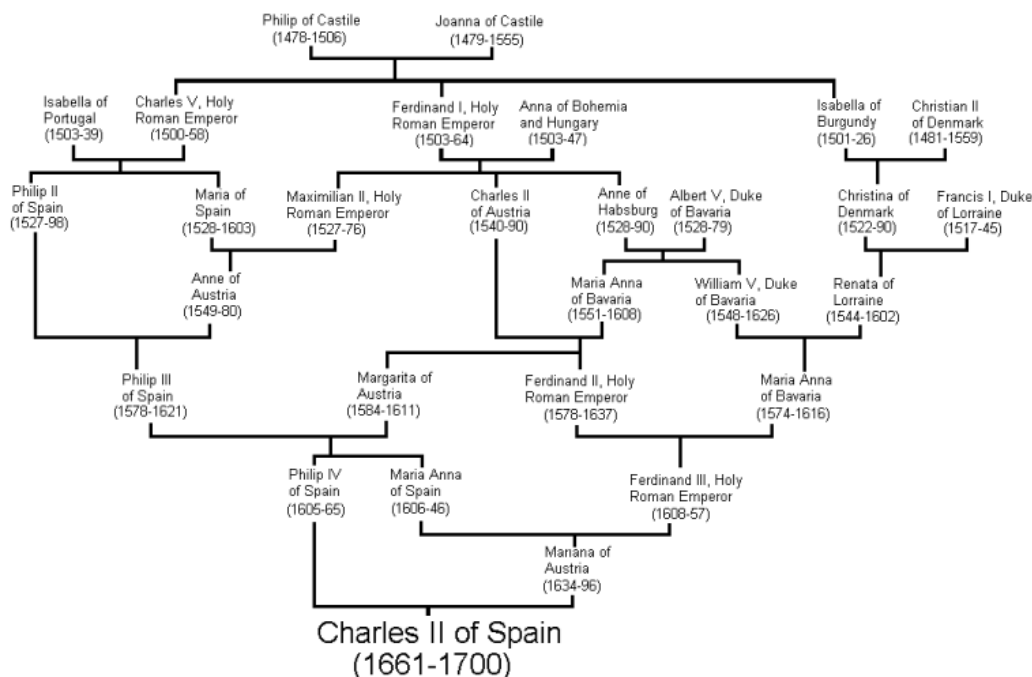 Philip of Castile
(1478-1506)
Joanna of Castile
(1479-1555)
Isabella of
Portugal
(1503-39)
Charles V, Holy
Roman Emperor
(1500-58)
Ferdinand I, Holy
Roman Emperor
(1503-64)
Anna of Bohemia
and Hungary
(1503-47)
Isabella of
Burgundy
(1501-26)
Christian II
of Denmark
(1481-1559)
Philip II
of Spain
(1527-98)
Maria of
Spain
(1528-1603)
Maximilian II, Holy
Roman Emperor
(1527-76)
Charles II
of Austria
(1540-90)
Anne of
Habsburg
(1528-90)
Albert V, Duke
of Bavaria
(1528-79)
Christina of
Denmark
(1522-90)
Francis I, Duke
of Lorraine
(1517-45)
Anne of
Austria
(1549-80)
Maria Anna
of Bavaria
(1551-1608)
William V, Duke
of Bavaria
(1548-1626)
Renata of
Lorraine
(1544-1602)
Philip III
of Spain
(1578-1621)
Margarita of
Austria
(1584-1611)
Ferdinand II, Holy
Roman Emperor
(1578-1637)
Maria Anna
of Bavaria
(1574-1616)
Philip IV
of Spain
(1605-65)
Maria Anna
of Spain
(1606-46)
Ferdinand III, Holy
Roman Emperor
(1608-57)
Mariana of
Austria
(1634-96)
Charles II of Spain
(1661-1700)